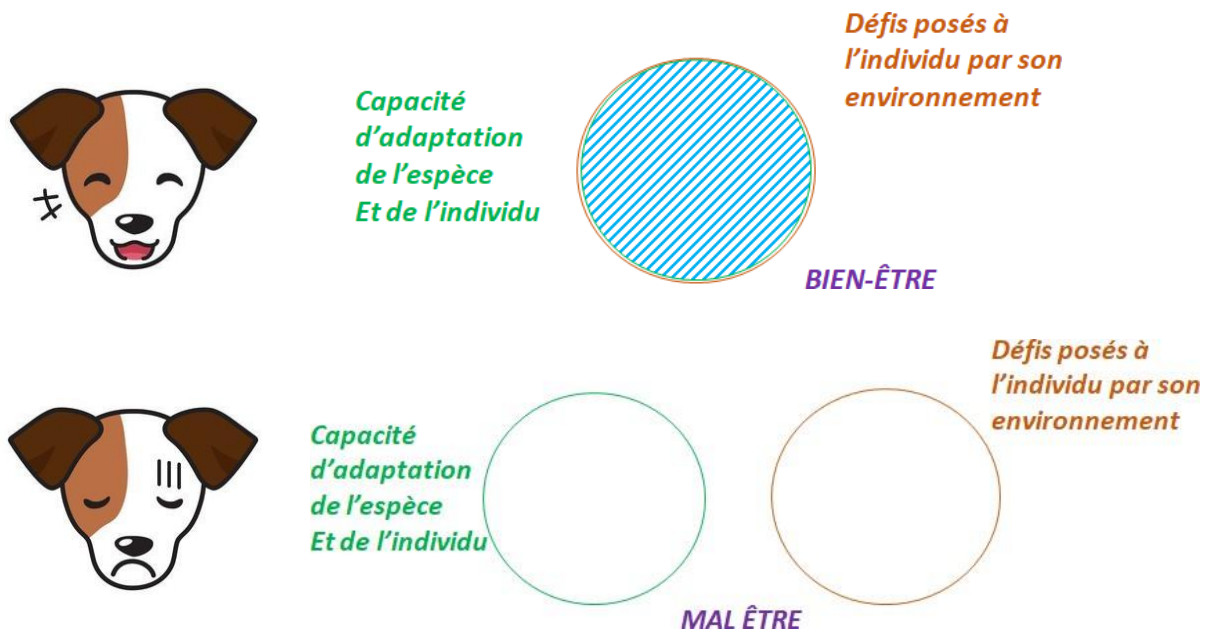 Défis posés à
l'individu par son
environnement
Capacité
d'adaptation
de l'espèce
Et de l'individu
BIEN-ÊTRE
Défis posés à
l'individu par son
environnement
Capacité
d'adaptation
de l'espèce
Et de l'individu
MAL ÊTRE